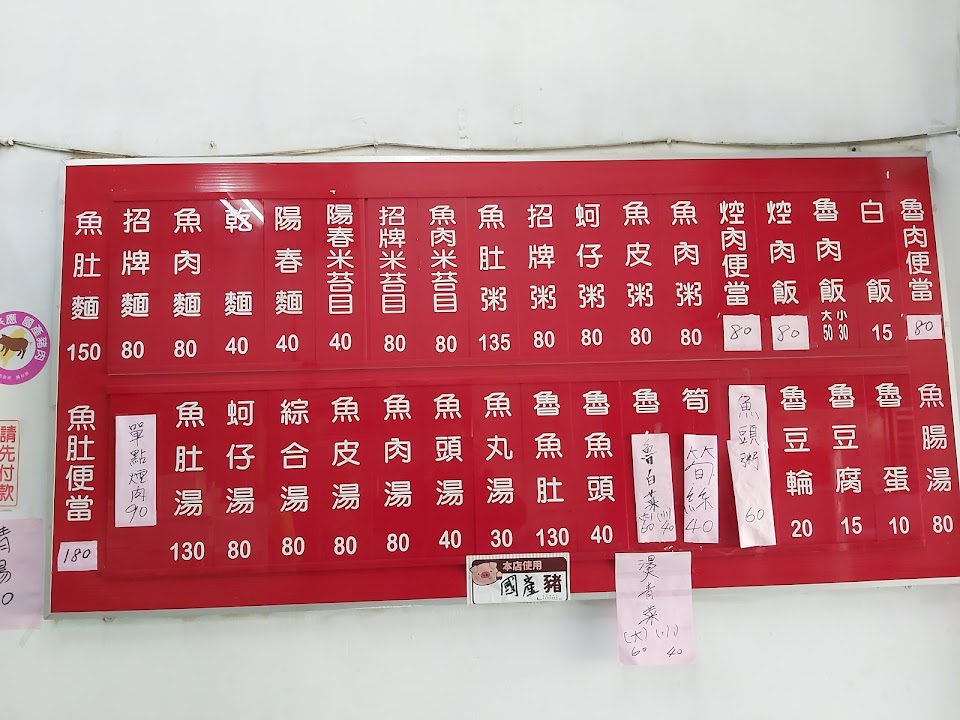 魚肚麵 150
招牌麵 80
魚肉麵 80
乾麵 40
陽春麵 40
陽春米苔目 40
招牌米苔目 80
魚肉米苔目 80
魚肚粥 135
招牌粥 80
蚵仔粥 80
魚皮粥 80
魚肉粥 80
焢肉便當 80
焢肉飯 80
魯肉飯 大50 小30
白飯 15
魯肉便當 80
魚肚便當 180
單點焢肉 90
魚肚湯 130
蚵仔湯 80
綜合湯 80
魚皮湯 80
魚肉湯 80
魚頭湯 40
魚丸湯 30
魯魚肚 130
魯魚頭 40
魯
魯白菜 (大)60 (小)40
筍
筍絲 40
魚頭粥 60
魯豆輪 20
魯豆腐 15
魯蛋 10
魚腸湯 80
國產豬肉
請先付款
本店使用
國產豬
燙青菜
(大) (小)
60 40